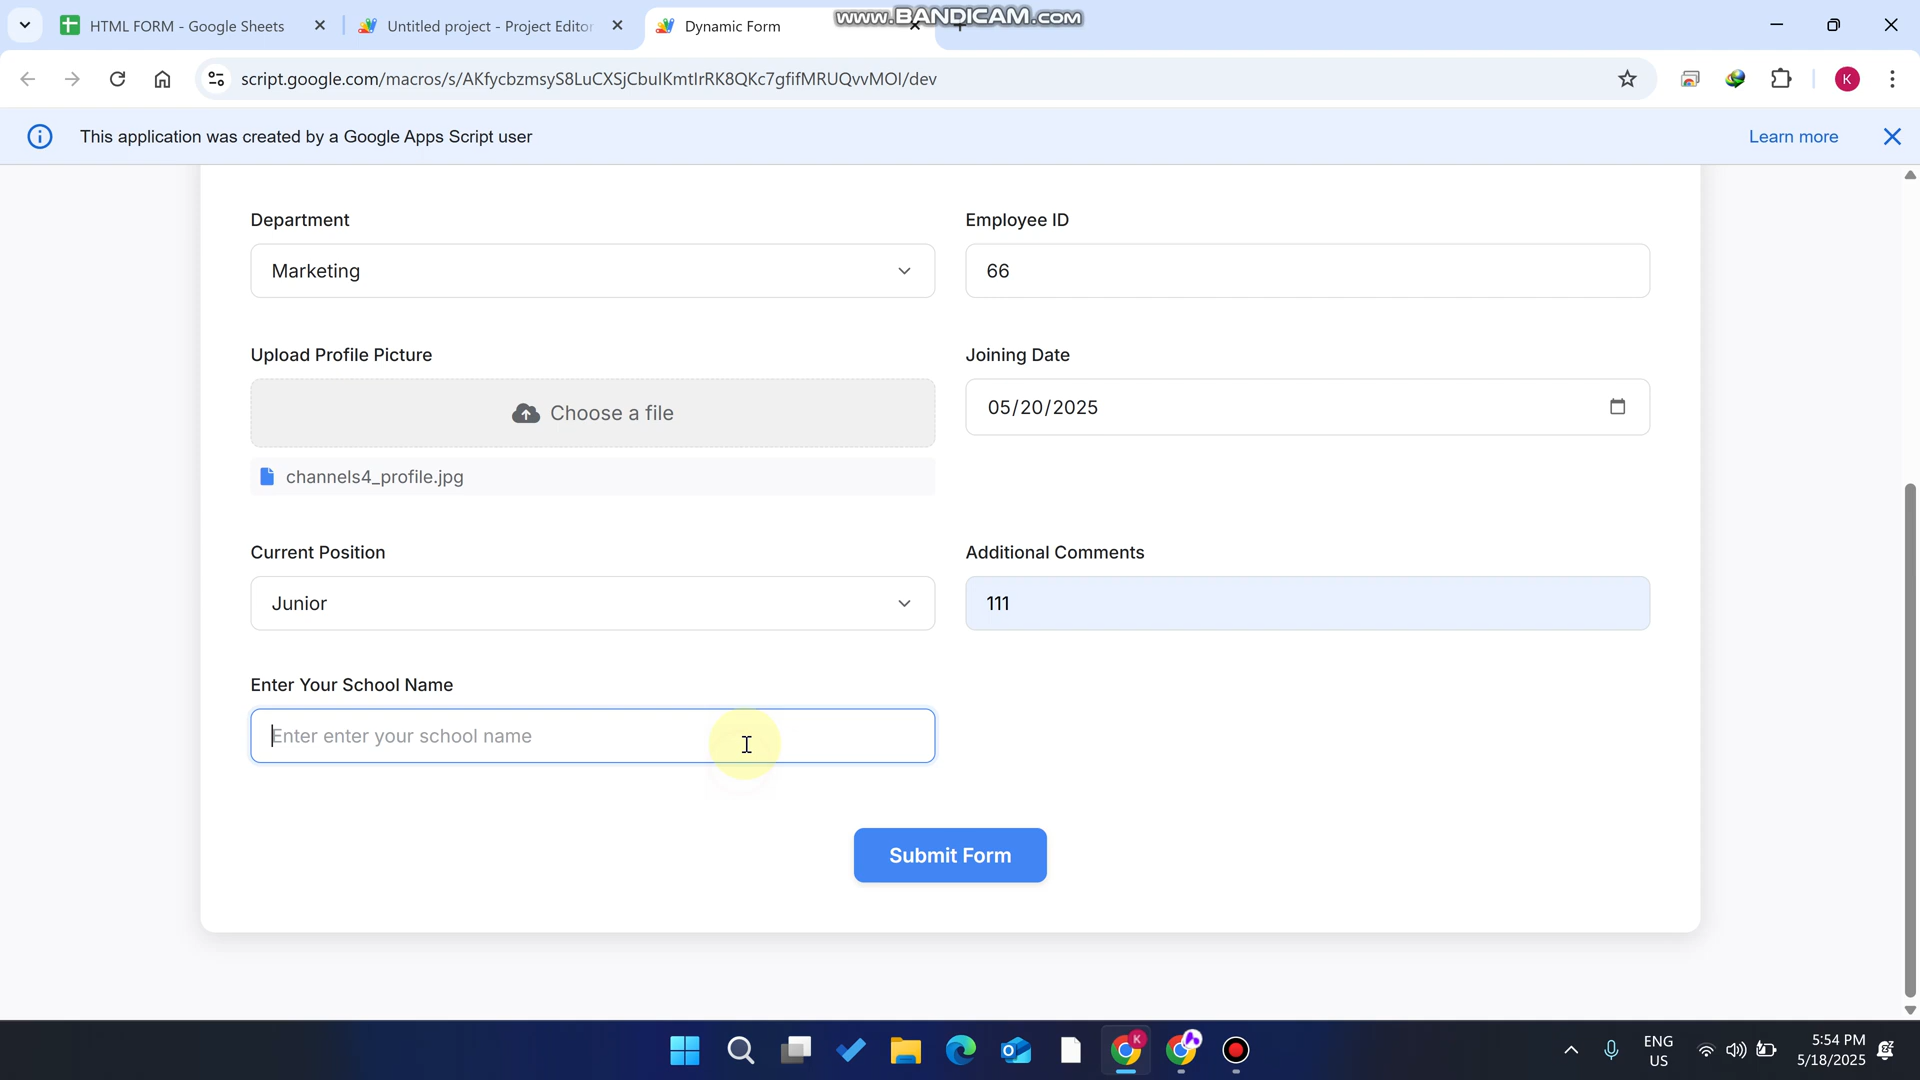 HTML FORM - Google Sheets
Untitled project - Project Editor
Dynamic Form
www.BANDICAM.com
script.google.com/macros/s/AKfycbzmsyS8LuCXSjCbuIKmtIrRK8QKc7gfifMRUQvvMOI/dev
K
This application was created by a Google Apps Script user
Learn more
Department
Employee ID
Marketing
66
Upload Profile Picture
Joining Date
Choose a file
05/20/2025
channels4_profile.jpg
Current Position
Additional Comments
Junior
111
Enter Your School Name
Enter enter your school name
Submit Form
ENG
US
5:54 PM
5/18/2025